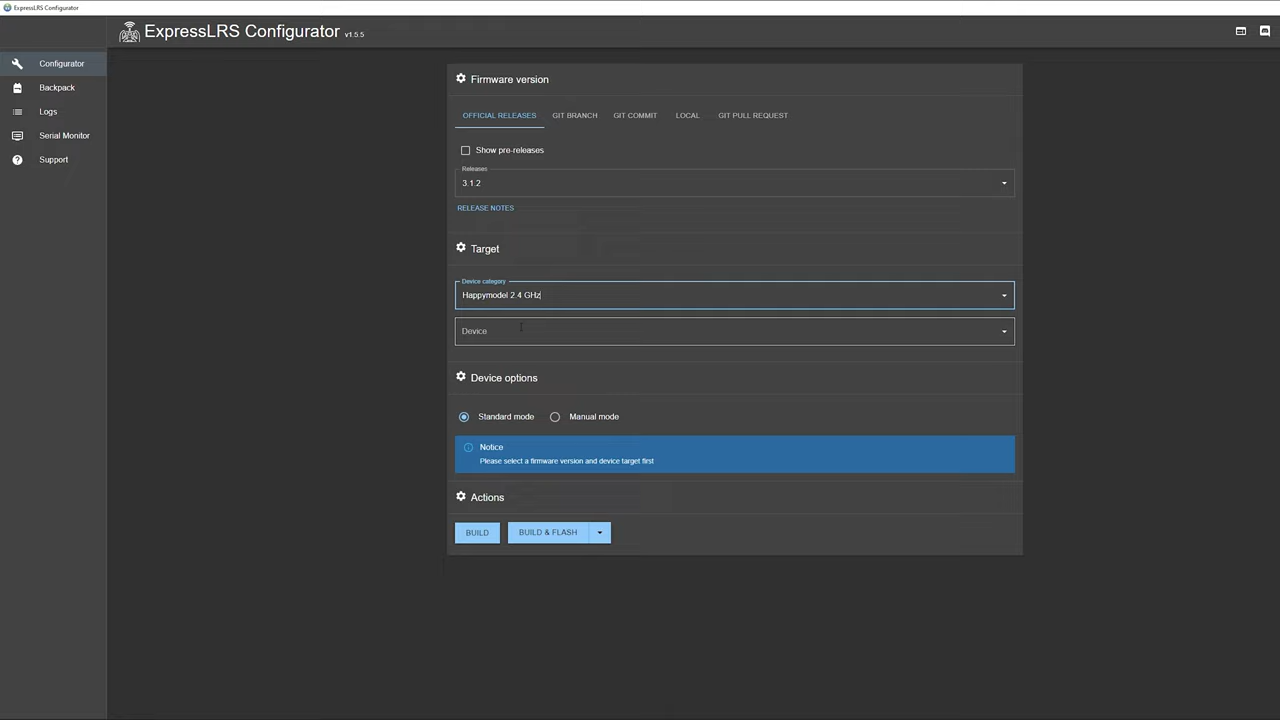 ExpressLRS Configurator
ExpressLRS Configurator v1.5.5
Configurator
Backpack
Logs
Serial Monitor
Support
Firmware version
OFFICIAL RELEASES GIT BRANCH GIT COMMIT LOCAL GIT PULL REQUEST
Show pre-releases
Releases
3.1.2
RELEASE NOTES
Target
Device category
Happymodel 2.4 GHz
Device
Device options
Standard mode Manual mode
Notice
Please select a firmware version and device target first
Actions
BUILD BUILD & FLASH